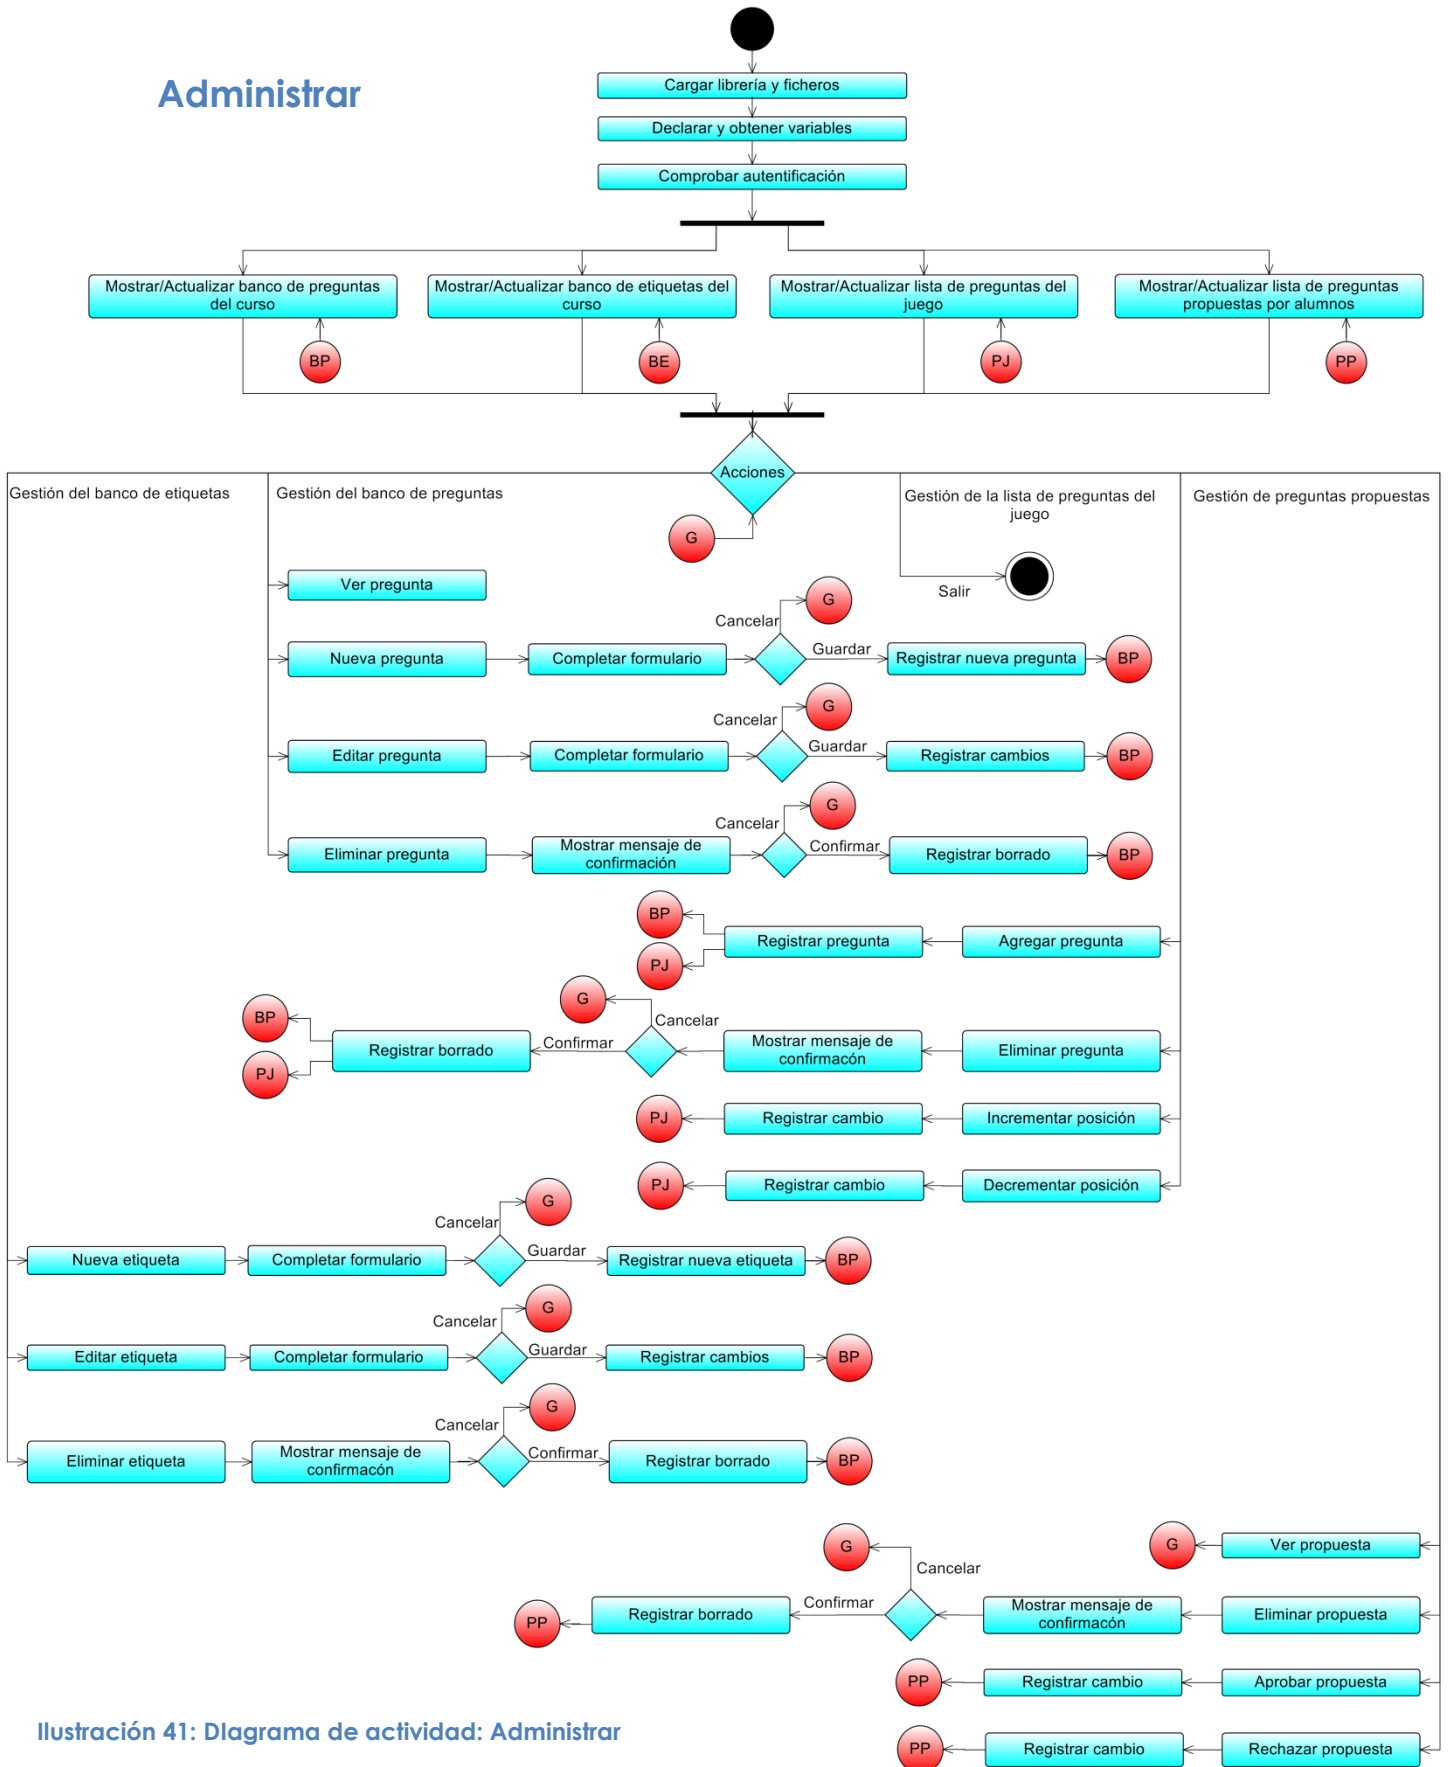 Administrar
Cargar librería y ficheros
Declarar y obtener variables
Comprobar autentificación
Mostrar/Actualizar banco de preguntas
del curso
Mostrar/Actualizar banco de etiquetas del
curso
Mostrar/Actualizar lista de preguntas del
juego
Mostrar/Actualizar lista de preguntas
propuestas por alumnos
BP
BE
PJ
PP
Acciones
Gestión del banco de etiquetas
Gestión del banco de preguntas
Gestión de la lista de preguntas del
juego
Gestión de preguntas propuestas
G
Salir
Ver pregunta
G
Cancelar
Nueva pregunta
Completar formulario
Guardar
Registrar nueva pregunta
BP
G
Cancelar
Editar pregunta
Completar formulario
Guardar
Registrar cambios
BP
G
Cancelar
Eliminar pregunta
Mostrar mensaje de
confirmación
Confirmar
Registrar borrado
BP
BP
PJ
Registrar pregunta
Agregar pregunta
G
Cancelar
BP
PJ
Registrar borrado
Confirmar
Mostrar mensaje de
confirmacón
Eliminar pregunta
PJ
Registrar cambio
Incrementar posición
PJ
Registrar cambio
Decrementar posición
G
Cancelar
Nueva etiqueta
Completar formulario
Guardar
Registrar nueva etiqueta
BP
G
Cancelar
Editar etiqueta
Completar formulario
Guardar
Registrar cambios
BP
G
Cancelar
Eliminar etiqueta
Mostrar mensaje de
confirmacón
Confirmar
Registrar borrado
BP
G
Ver propuesta
G
Cancelar
PP
Registrar borrado
Confirmar
Mostrar mensaje de
confirmacón
Eliminar propuesta
PP
Registrar cambio
Aprobar propuesta
PP
Registrar cambio
Rechazar propuesta
Ilustración 41: DIagrama de actividad: Administrar